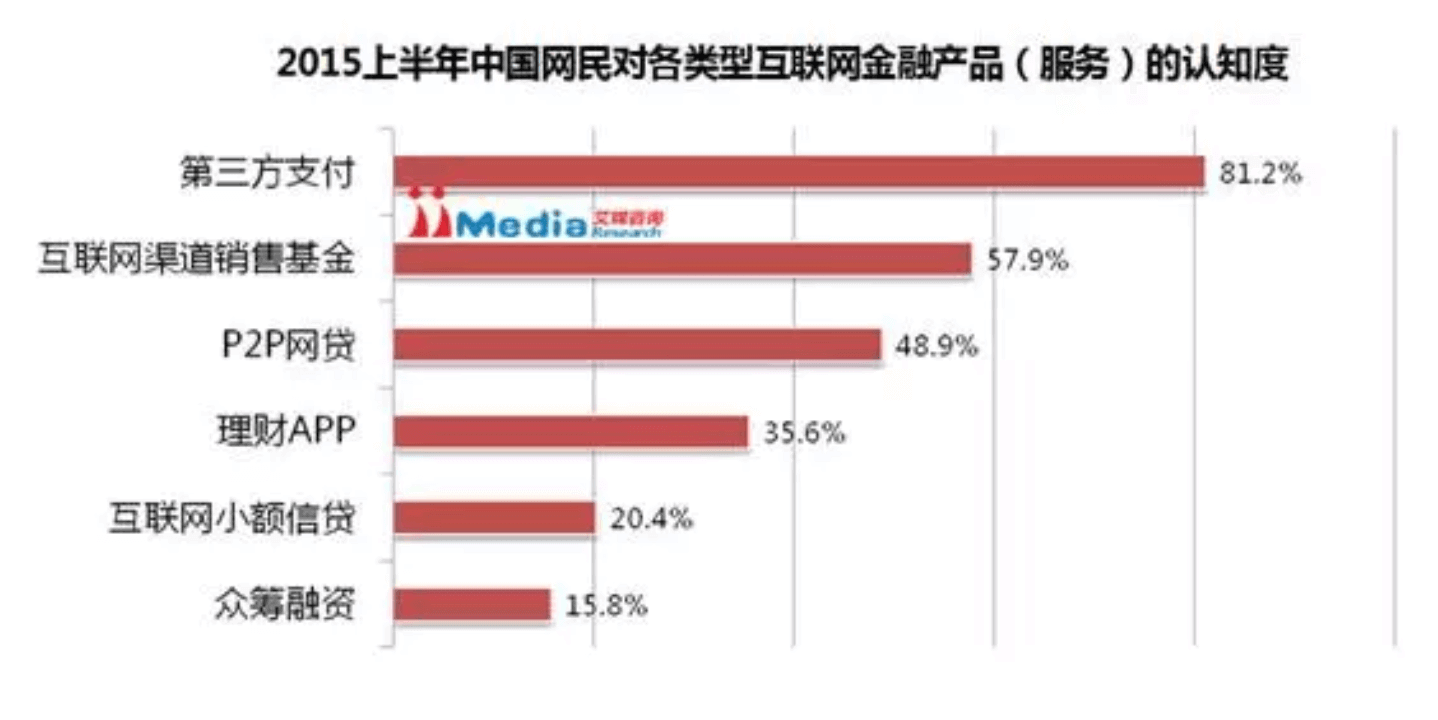 2015上半年中国网民对各类型互联网金融产品（服务）的认知度
第三方支付 81.2%
iiMedia 艾媒咨询 Research
互联网渠道销售基金 57.9%
P2P网贷 48.9%
理财APP 35.6%
互联网小额信贷 20.4%
众筹融资 15.8%